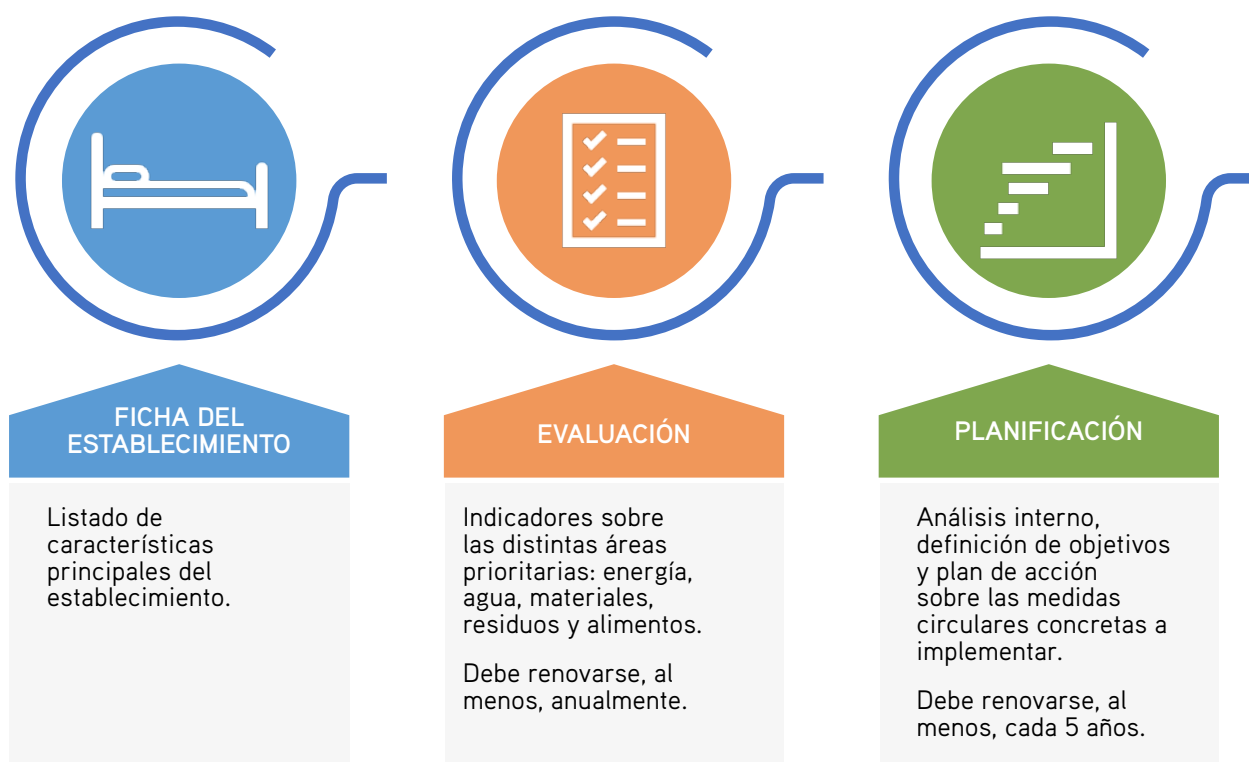 FICHA DEL
ESTABLECIMIENTO
Listado de
características
principales del
establecimiento.
EVALUACIÓN
Indicadores sobre
las distintas áreas
prioritarias: energía,
agua, materiales,
residuos y alimentos.
Debe renovarse, al
menos, anualmente.
PLANIFICACIÓN
Análisis interno,
definición de objetivos
y plan de acción
sobre las medidas
circulares concretas a
implementar.
Debe renovarse, al
menos, cada 5 años.